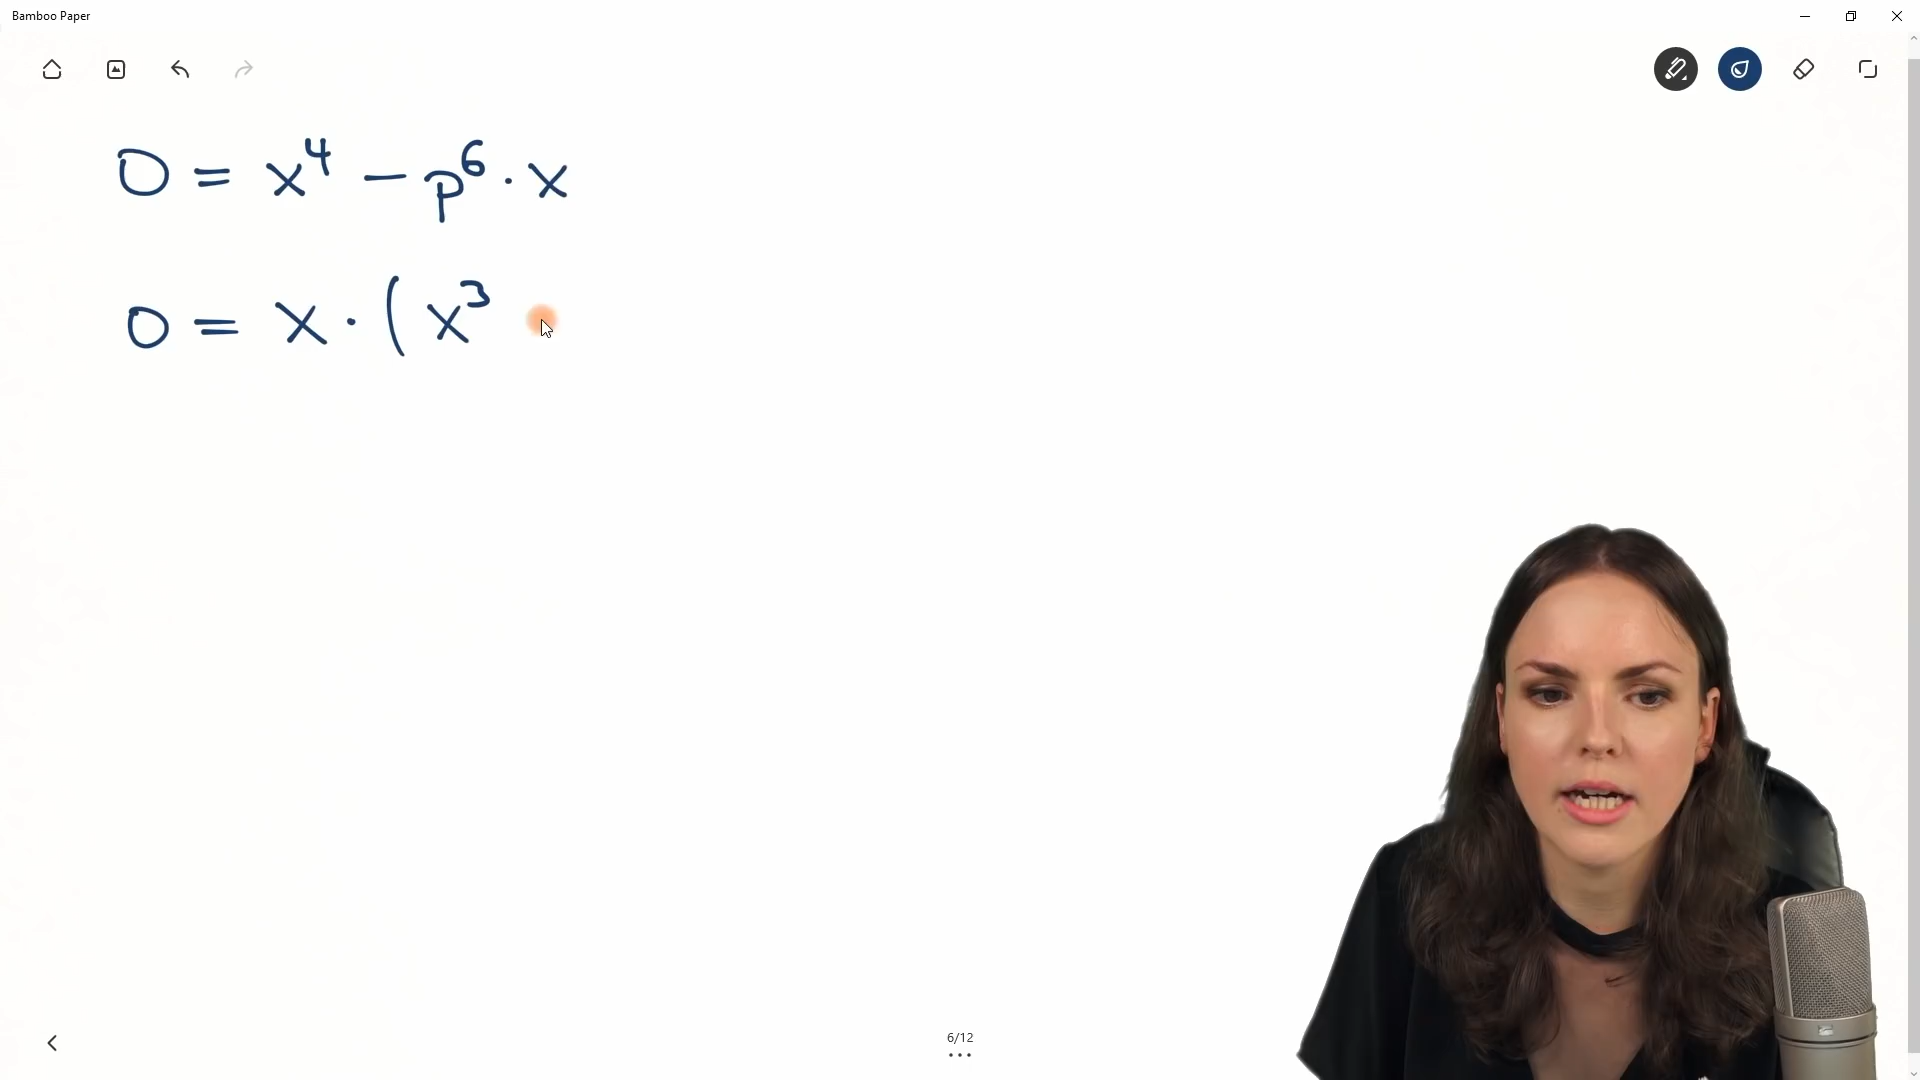 Bamboo Paper
0 = x⁴ − p⁶ · x
0 = x · ( x³
6/12